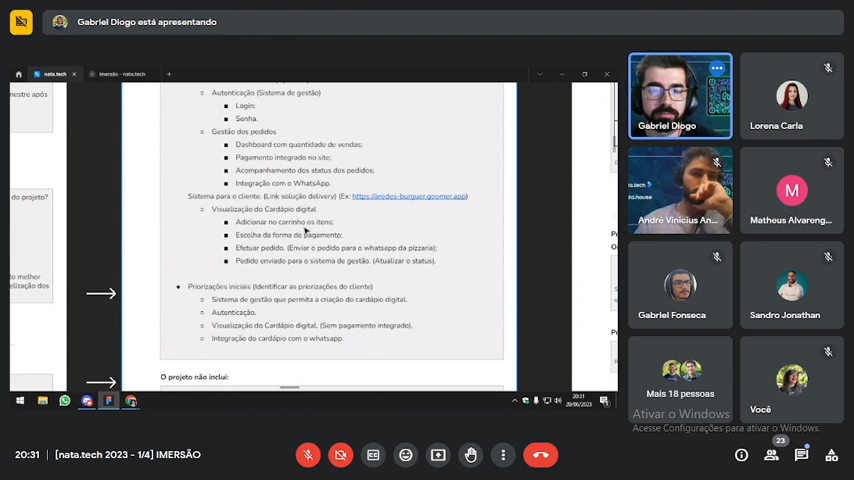 Gabriel Diogo está apresentando
nata.tech
imersão - nata.tech
Autenticação (Sistema de gestão)
Login;
Senha.
Gestão dos pedidos
Dashboard com quantidade de vendas;
Pagamento integrado no site;
Acompanhamento dos status dos pedidos;
Integração com o WhatsApp.
Sistema para o cliente. (Link solução delivery) (Ex: https://aredes-burguer.goomer.app)
Visualização do Cardápio digital
Adicionar no carrinho os itens;
Escolha da forma de pagamento;
Efetuar pedido. (Enviar o pedido para o whatsapp da pizzaria);
Pedido enviado para o sistema de gestão. (Atualizar o status).
Priorizações iniciais (Identificar as priorizações do cliente)
Sistema de gestão que permita a criação do cardápio digital.
Autenticação.
Visualização do Cardápio digital. (Sem pagamento integrado).
Integração do cardápio com o whatsapp.
O projeto não inclui:
estre após
do projeto?
to melhor
elização dos
20:31
20/06/2023
Gabriel Diogo
Lorena Carla
André Vinicius An...
Matheus Alvareng...
Gabriel Fonseca
Sandro Jonathan
Mais 18 pessoas
Você
Ativar o Windows
Acesse Configurações para ativar o Windows.
20:31
[nata.tech 2023 - 1/4] IMERSÃO
23